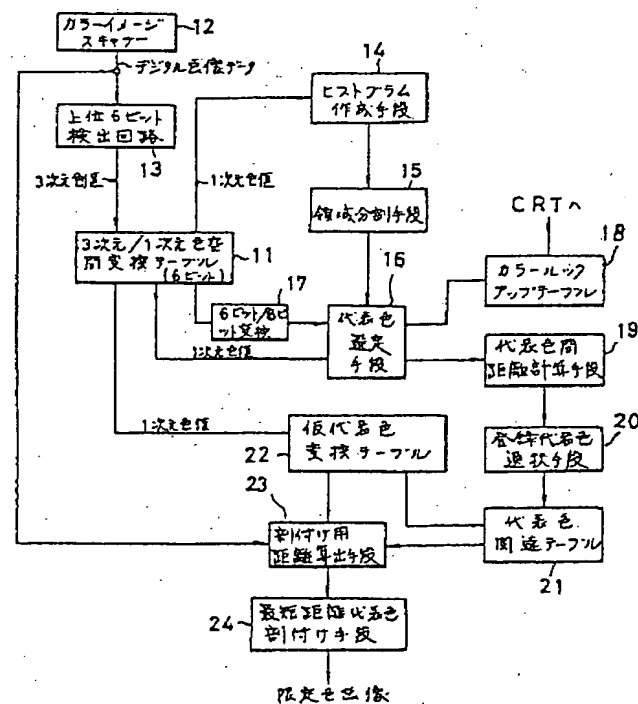 カラーイメージ
スキャナー
12
デジタル画像データ
上位6ビット
検出回路
13
3次元色値
1次元色値
14
ヒストグラム
作成手段
15
領域分割手段
3次元/1次元色空
間変換テーブル
(6ビット)
11
17
6ビット/8ビ
ット変換
1次元色値
16
代表色
選定
手段
CRTへ
18
カラールック
アップテーブル
19
代表色間
距離計算手段
20
代表色
選択手段
1次元色値
22
仮代表色
変換テーブル
代表色
関連テーブル
21
23
割付け用
距離算出手段
24
最短距離代表色
割付け手段
限定色画像